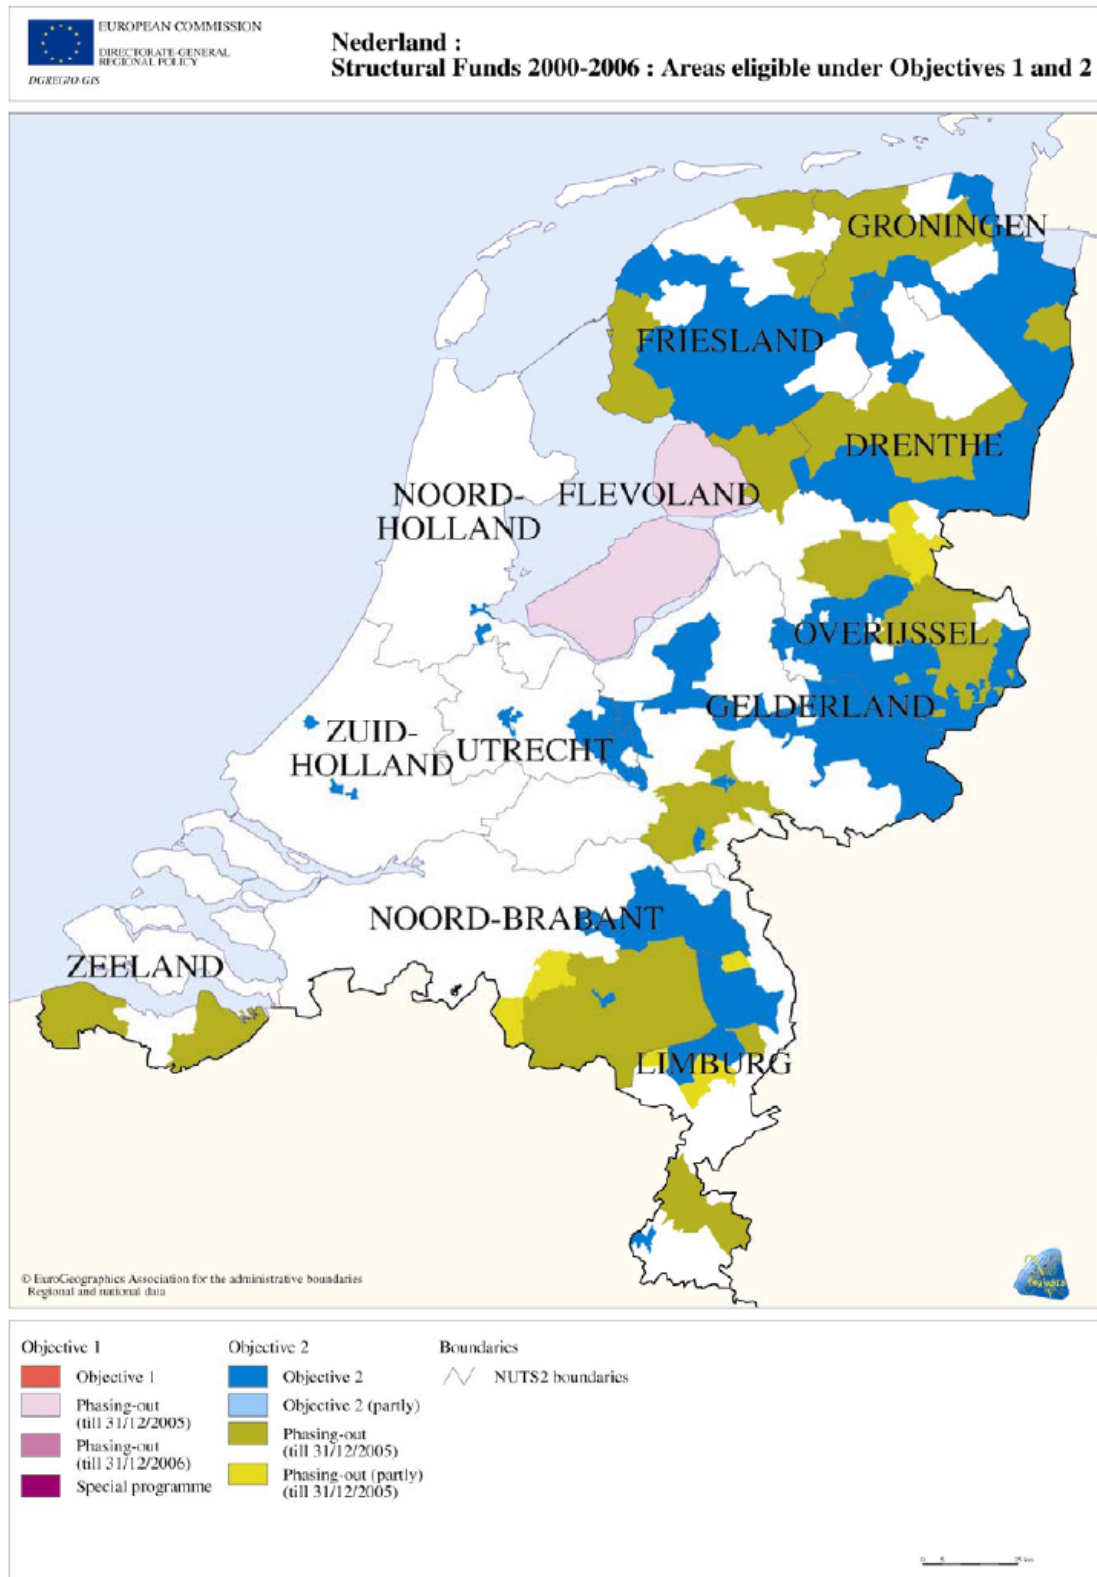 EUROPEAN COMMISSION
DIRECTORATE-GENERAL
REGIONAL POLICY
DGREGIO-GIS
Nederland :
Structural Funds 2000-2006 : Areas eligible under Objectives 1 and 2
GRONINGEN
FRIESLAND
DRENTHE
NOORD-
HOLLAND
FLEVOLAND
OVERIJSSEL
GELDERLAND
ZUID-
HOLLAND
UTRECHT
NOORD-BRABANT
ZEELAND
LIMBURG
© EuroGeographics Association for the administrative boundaries
Regional and national data
Objective 1
Objective 1
Phasing-out
(till 31/12/2005)
Phasing-out
(till 31/12/2006)
Special programme
Objective 2
Objective 2
Objective 2 (partly)
Phasing-out
(till 31/12/2005)
Phasing-out (partly)
(till 31/12/2005)
Boundaries
NUTS2 boundaries
0 5 25 km